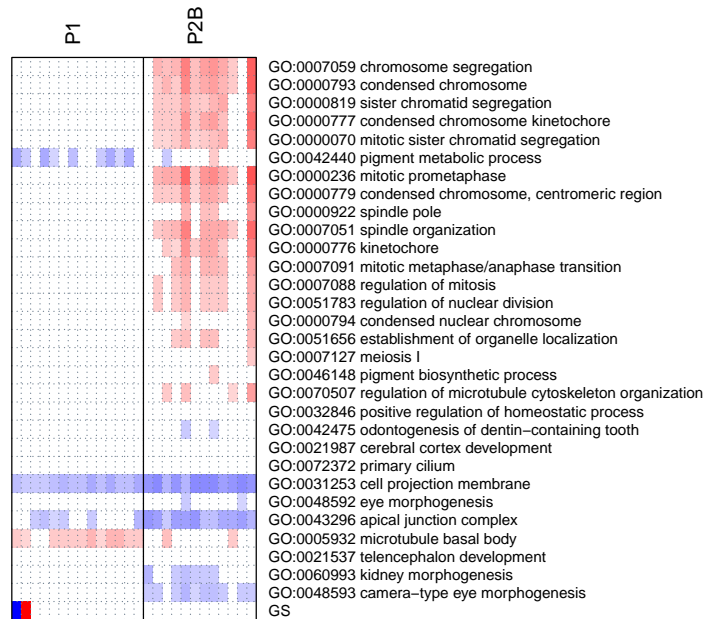 P1
P2B
GO:0007059 chromosome segregation
GO:0000793 condensed chromosome
GO:0000819 sister chromatid segregation
GO:0000777 condensed chromosome kinetochore
GO:0000070 mitotic sister chromatid segregation
GO:0042440 pigment metabolic process
GO:0000236 mitotic prometaphase
GO:0000779 condensed chromosome, centromeric region
GO:0000922 spindle pole
GO:0007051 spindle organization
GO:0000776 kinetochore
GO:0007091 mitotic metaphase/anaphase transition
GO:0007088 regulation of mitosis
GO:0051783 regulation of nuclear division
GO:0000794 condensed nuclear chromosome
GO:0051656 establishment of organelle localization
GO:0007127 meiosis I
GO:0046148 pigment biosynthetic process
GO:0070507 regulation of microtubule cytoskeleton organization
GO:0032846 positive regulation of homeostatic process
GO:0042475 odontogenesis of dentin−containing tooth
GO:0021987 cerebral cortex development
GO:0072372 primary cilium
GO:0031253 cell projection membrane
GO:0048592 eye morphogenesis
GO:0043296 apical junction complex
GO:0005932 microtubule basal body
GO:0021537 telencephalon development
GO:0060993 kidney morphogenesis
GO:0048593 camera−type eye morphogenesis
GS